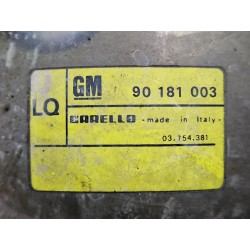 GM 90 181 003
LQ CARELLO -made in Italy-
03.754.381